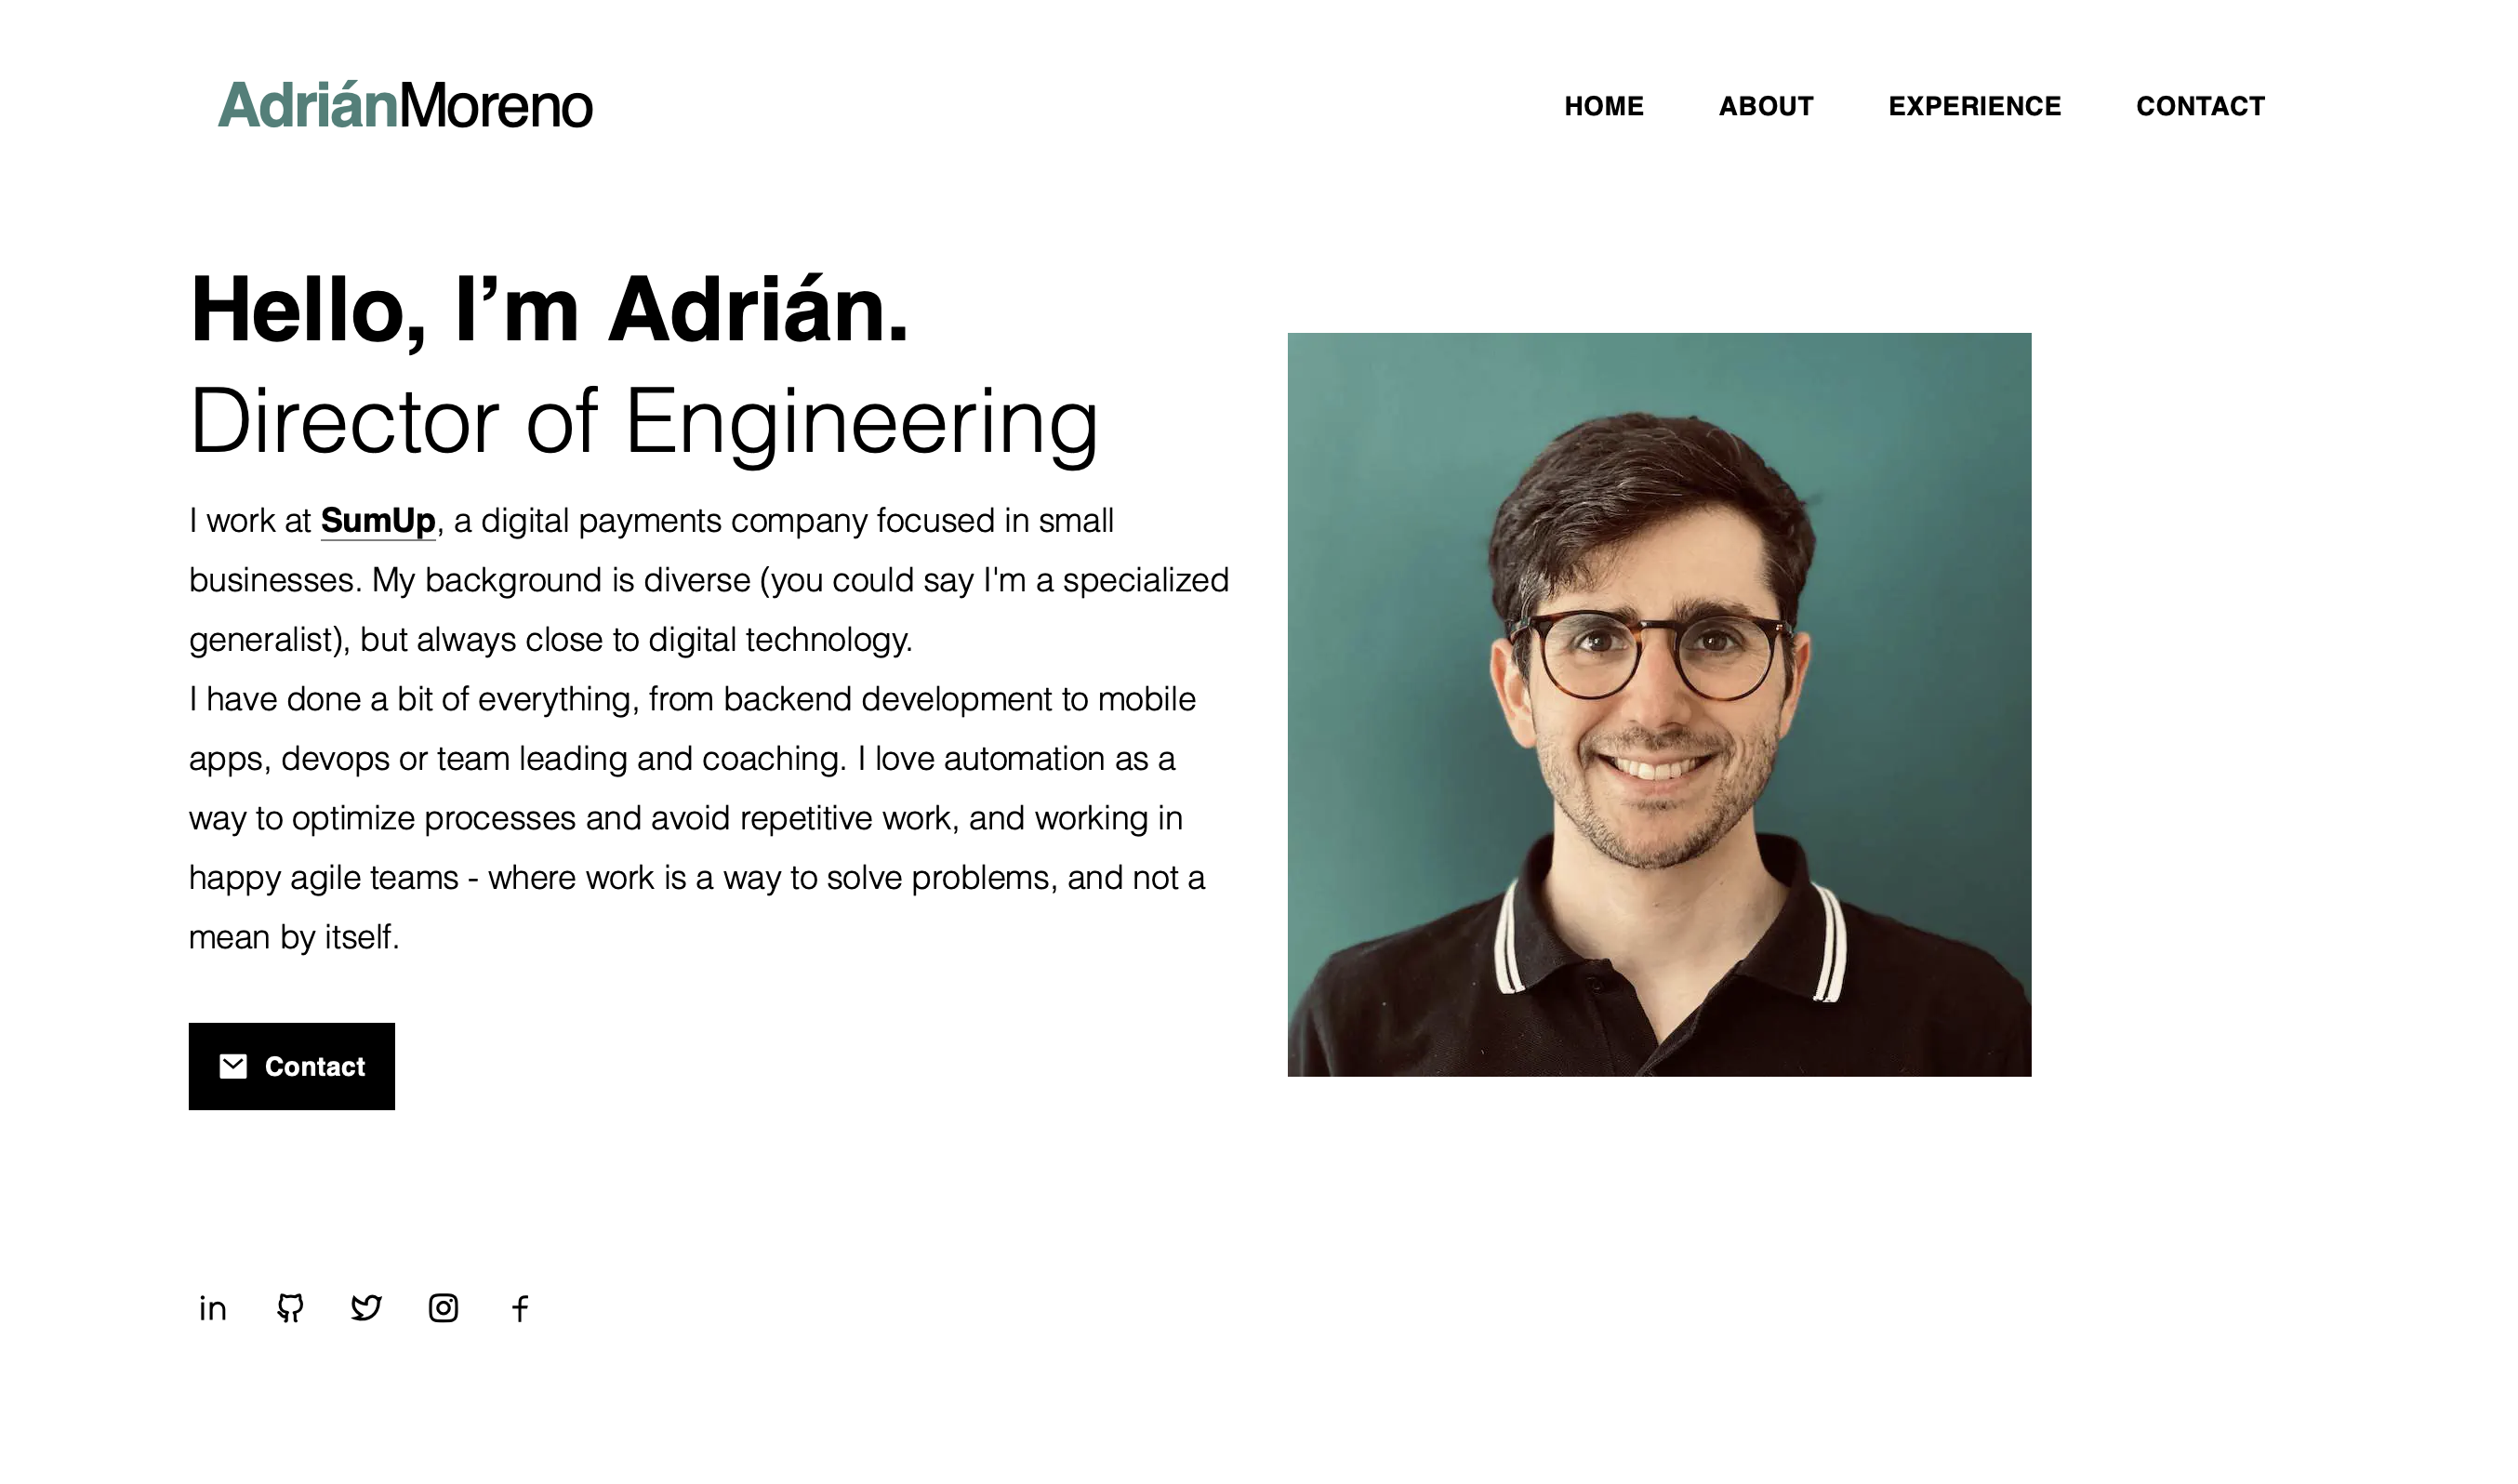 AdriánMoreno
HOME ABOUT EXPERIENCE CONTACT
Hello, I’m Adrián.
Director of Engineering
I work at SumUp, a digital payments company focused in small
businesses. My background is diverse (you could say I'm a specialized
generalist), but always close to digital technology.
I have done a bit of everything, from backend development to mobile
apps, devops or team leading and coaching. I love automation as a
way to optimize processes and avoid repetitive work, and working in
happy agile teams - where work is a way to solve problems, and not a
mean by itself.
Contact
in f